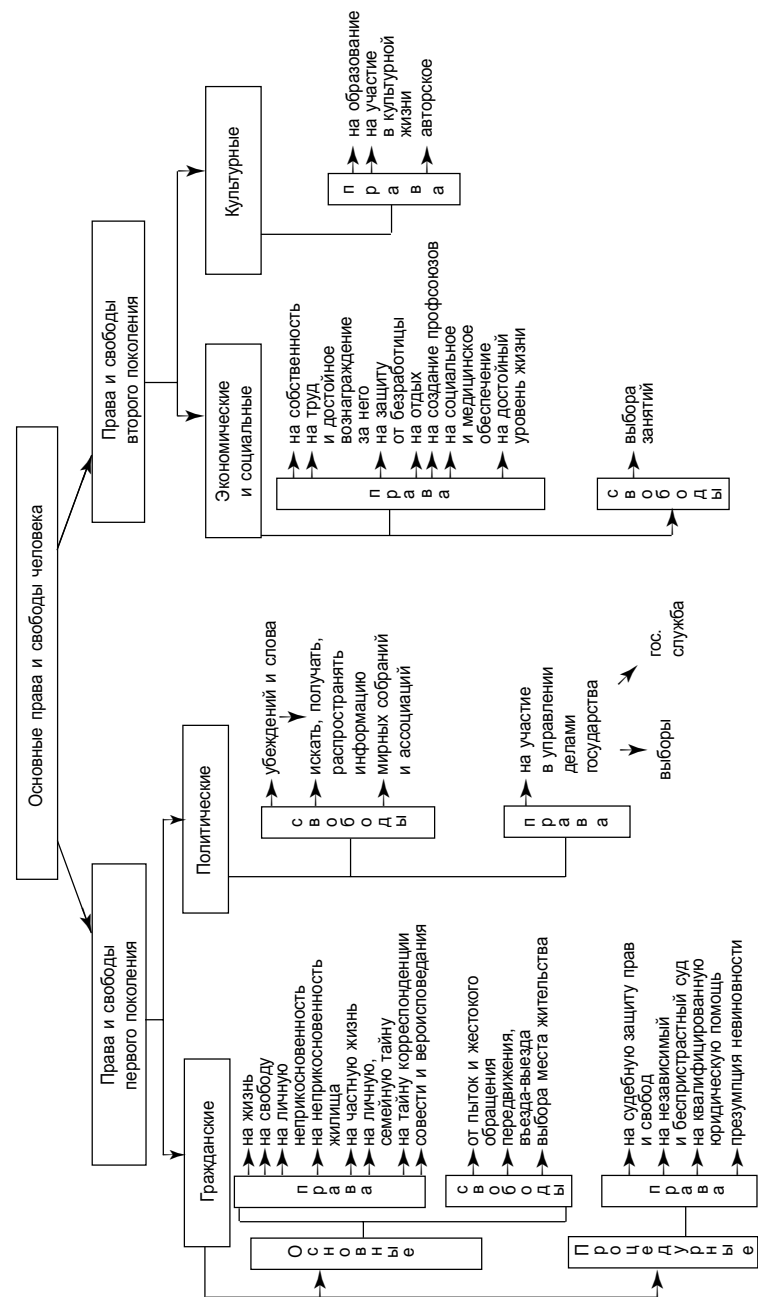 Основные права и свободы человека
Права и свободы
первого поколения
Гражданские
Основные
права
на жизнь
на свободу
на личную
неприкосновенность
на неприкосновенность
жилища
на частную жизнь
на личную,
семейную тайну
на тайну корреспонденции
совести и вероисповедания
свободы
от пыток и жестокого
обращения
передвижения,
въезда-выезда
выбора места жительства
Процедурные
права
на судебную защиту прав
и свобод
на независимый
и беспристрастный суд
на квалифицированную
юридическую помощь
презумпция невиновности
Политические
свободы
убеждений и слова
искать, получать,
распространять
информацию
мирных собраний
и ассоциаций
права
на участие
в управлении
делами
государства
выборы
гос.
служба
Права и свободы
второго поколения
Экономические
и социальные
права
на собственность
на труд
и достойное
вознаграждение
за него
на защиту
от безработицы
на отдых
на создание профсоюзов
на социальное
и медицинское
обеспечение
на достойный
уровень жизни
свободы
выбора
занятий
Культурные
права
на образование
на участие
в культурной
жизни
авторское